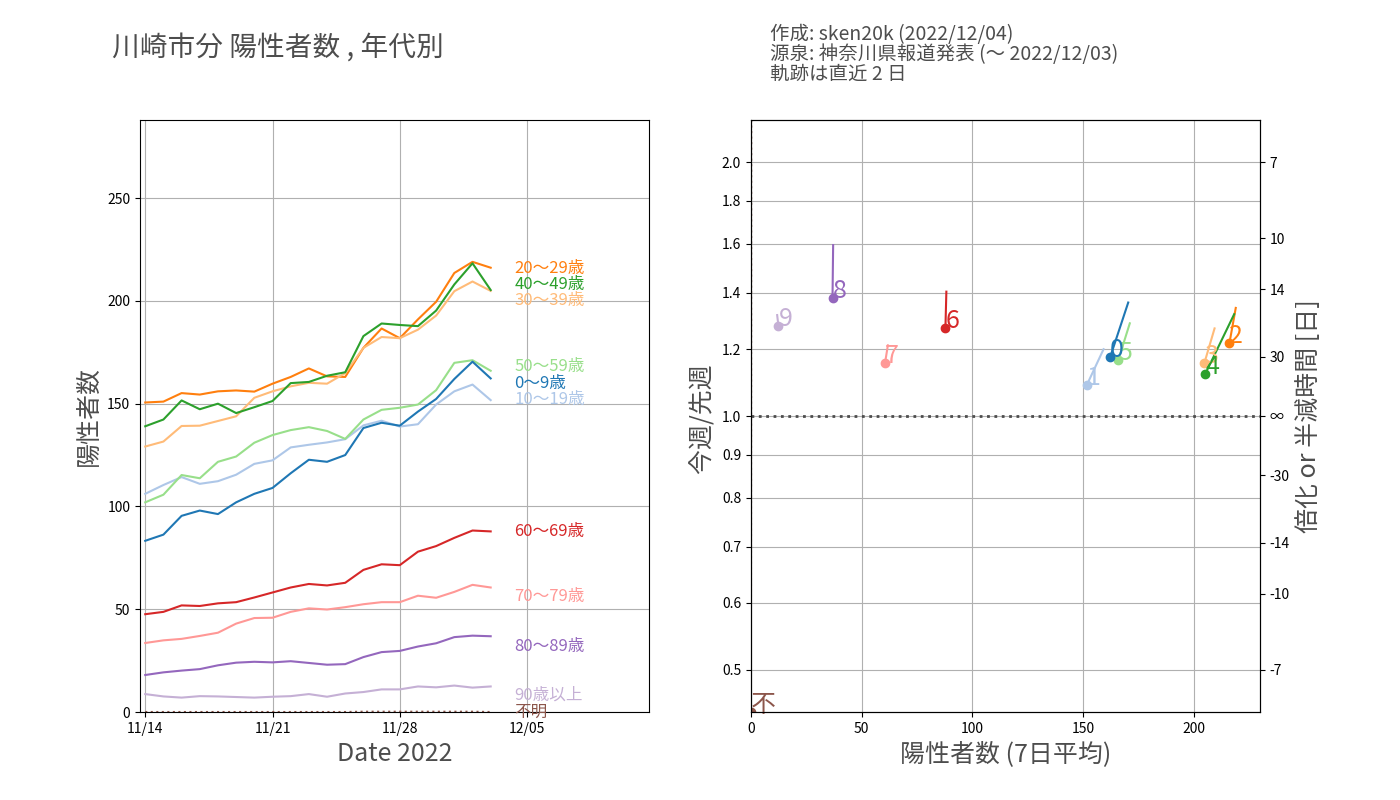 川崎市分 陽性者数 , 年代別
作成: sken20k (2022/12/04)
源泉: 神奈川県報道発表 (～ 2022/12/03)
軌跡は直近 2 日
陽性者数
250
200
150
100
50
0
11/14
11/21
11/28
12/05
Date 2022
20～29歳
40～49歳
30～39歳
50～59歳
0～9歳
10～19歳
60～69歳
70～79歳
80～89歳
90歳以上
不明
今週/先週
2.0
1.8
1.6
1.4
1.2
1.0
0.9
0.8
0.7
0.6
0.5
9
8
7
6
1
0
5
3
4
2
不
0
50
100
150
200
陽性者数 (7日平均)
7
10
14
30
∞
-30
-14
-10
-7
倍化 or 半減時間 [日]